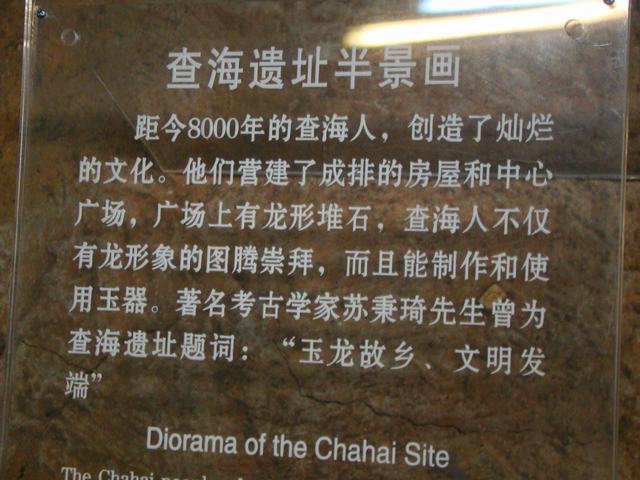 查海遗址半景画
距今8000年的查海人，创造了灿烂
的文化。他们营建了成排的房屋和中心
广场，广场上有龙形堆石，查海人不仅
有龙形象的图腾崇拜，而且能制作和使
用玉器。著名考古学家苏秉琦先生曾为
查海遗址题词：“玉龙故乡、文明发
端”
Diorama of the Chahai Site
The Chahai